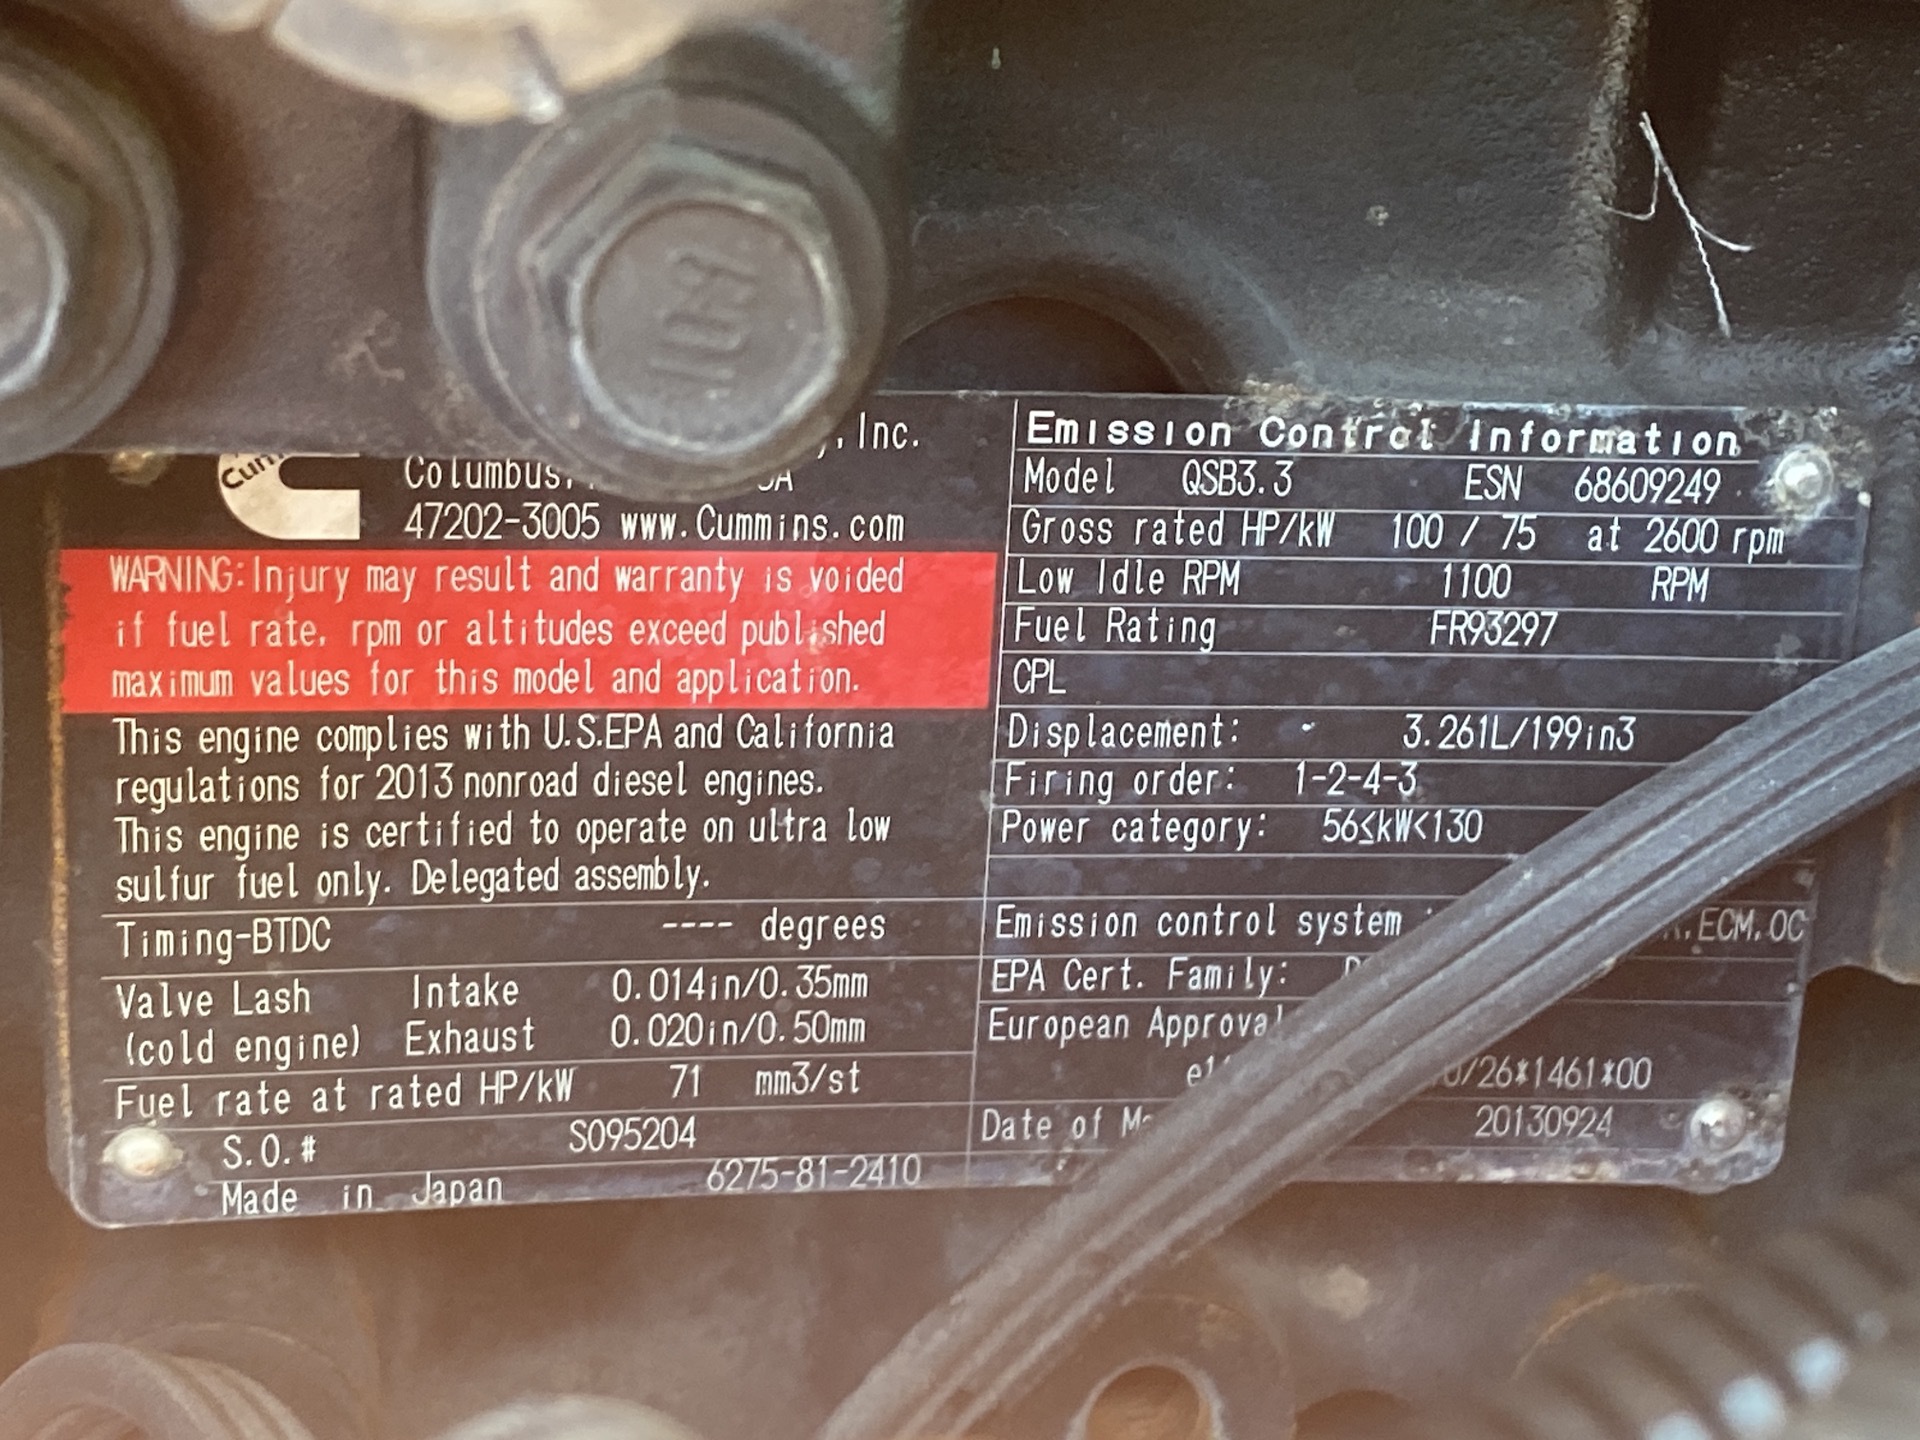 , Inc.
Columbus,
47202-3005 www.Cummins.com
WARNING: Injury may result and warranty is voided
if fuel rate, rpm or altitudes exceed published
maximum values for this model and application.
This engine complies with U.S.EPA and California
regulations for 2013 nonroad diesel engines.
This engine is certified to operate on ultra low
sulfur fuel only. Delegated assembly.
Timing-BTDC ---- degrees
Valve Lash Intake 0.014in/0.35mm
(cold engine) Exhaust 0.020in/0.50mm
Fuel rate at rated HP/kW 71 mm3/st
S.O.# S095204
Made in Japan 6275-81-2410
Emission Control Information
Model QSB3.3 ESN 68609249
Gross rated HP/kW 100 / 75 at 2600 rpm
Low Idle RPM 1100 RPM
Fuel Rating FR93297
CPL
Displacement: 3.261L/199in3
Firing order: 1-2-4-3
Power category: 56≤kW<130
Emission control system ECM.OC
EPA Cert. Family:
European Approval
/26*1461*00
Date of 20130924